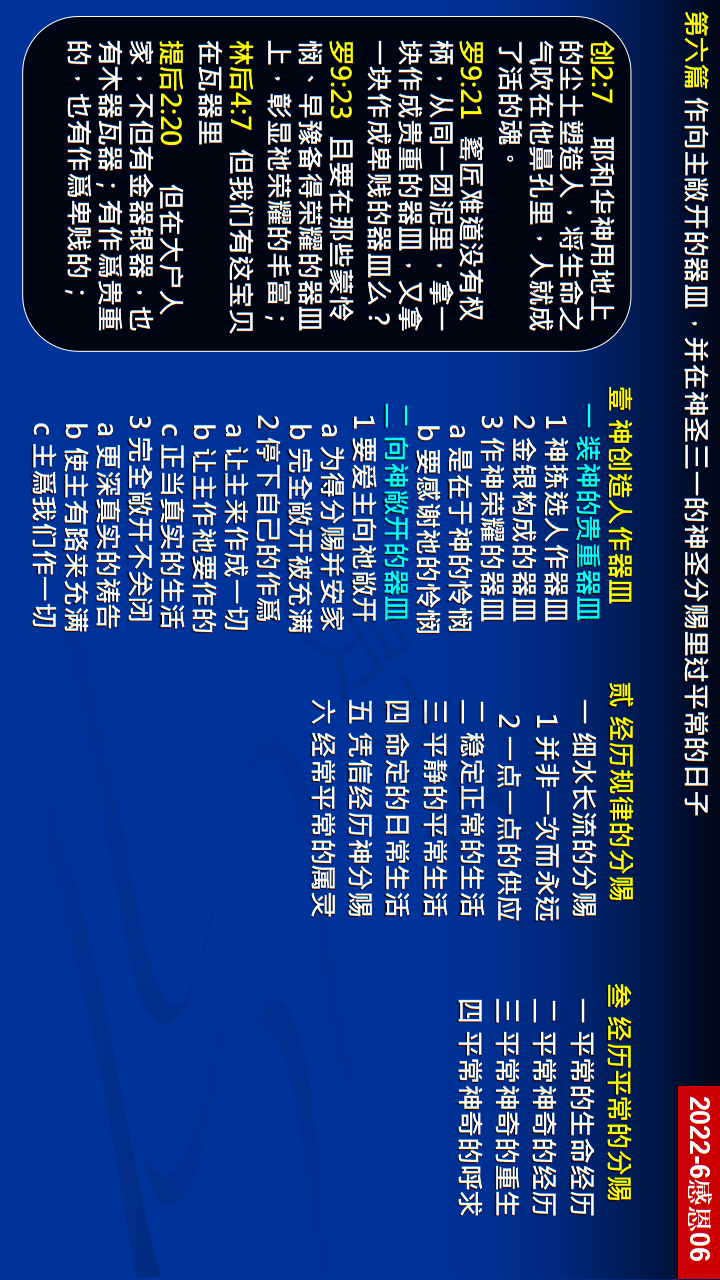 第六篇 作向主敞开的器皿，并在神圣三一的神圣分赐里过平常的日子
2022-6感恩06
创2:7 耶和华神用地上
的尘土塑造人，将生命之
气吹在他鼻孔里，人就成
了活的魂。
罗9:21 窑匠难道没有权
柄，从同一团泥里，拿一
块作成贵重的器皿，又拿
一块作成卑贱的器皿么？
罗9:23 且要在那些蒙怜
悯、早豫备得荣耀的器皿
上，彰显祂荣耀的丰富；
林后4:7 但我们有这宝贝
在瓦器里
提后2:20 但在大户人
家，不但有金器银器，也
有木器瓦器；有作爲贵重
的，也有作爲卑贱的；
壹 神创造人作器皿
一 装神的贵重器皿
1 神拣选人作器皿
2 金银构成的器皿
3 作神荣耀的器皿
a 是在于神的怜悯
b 要感谢祂的怜悯
二 向神敞开的器皿
1 要爱主向祂敞开
a 为得分赐并安家
b 完全敞开被充满
2 停下自己的作爲
a 让主来作成一切
b 让主作祂要作的
c 正当真实的生活
3 完全敞开不关闭
a 更深真实的祷告
b 使主有路来充满
c 主爲我们作一切
贰 经历规律的分赐
一 细水长流的分赐
1 并非一次而永远
2 一点一点的供应
二 稳定正常的生活
三 平静的平常生活
四 命定的日常生活
五 凭信经历神分赐
六 经常平常的属灵
叁 经历平常的分赐
一 平常的生命经历
二 平常神奇的经历
三 平常神奇的重生
四 平常神奇的呼求